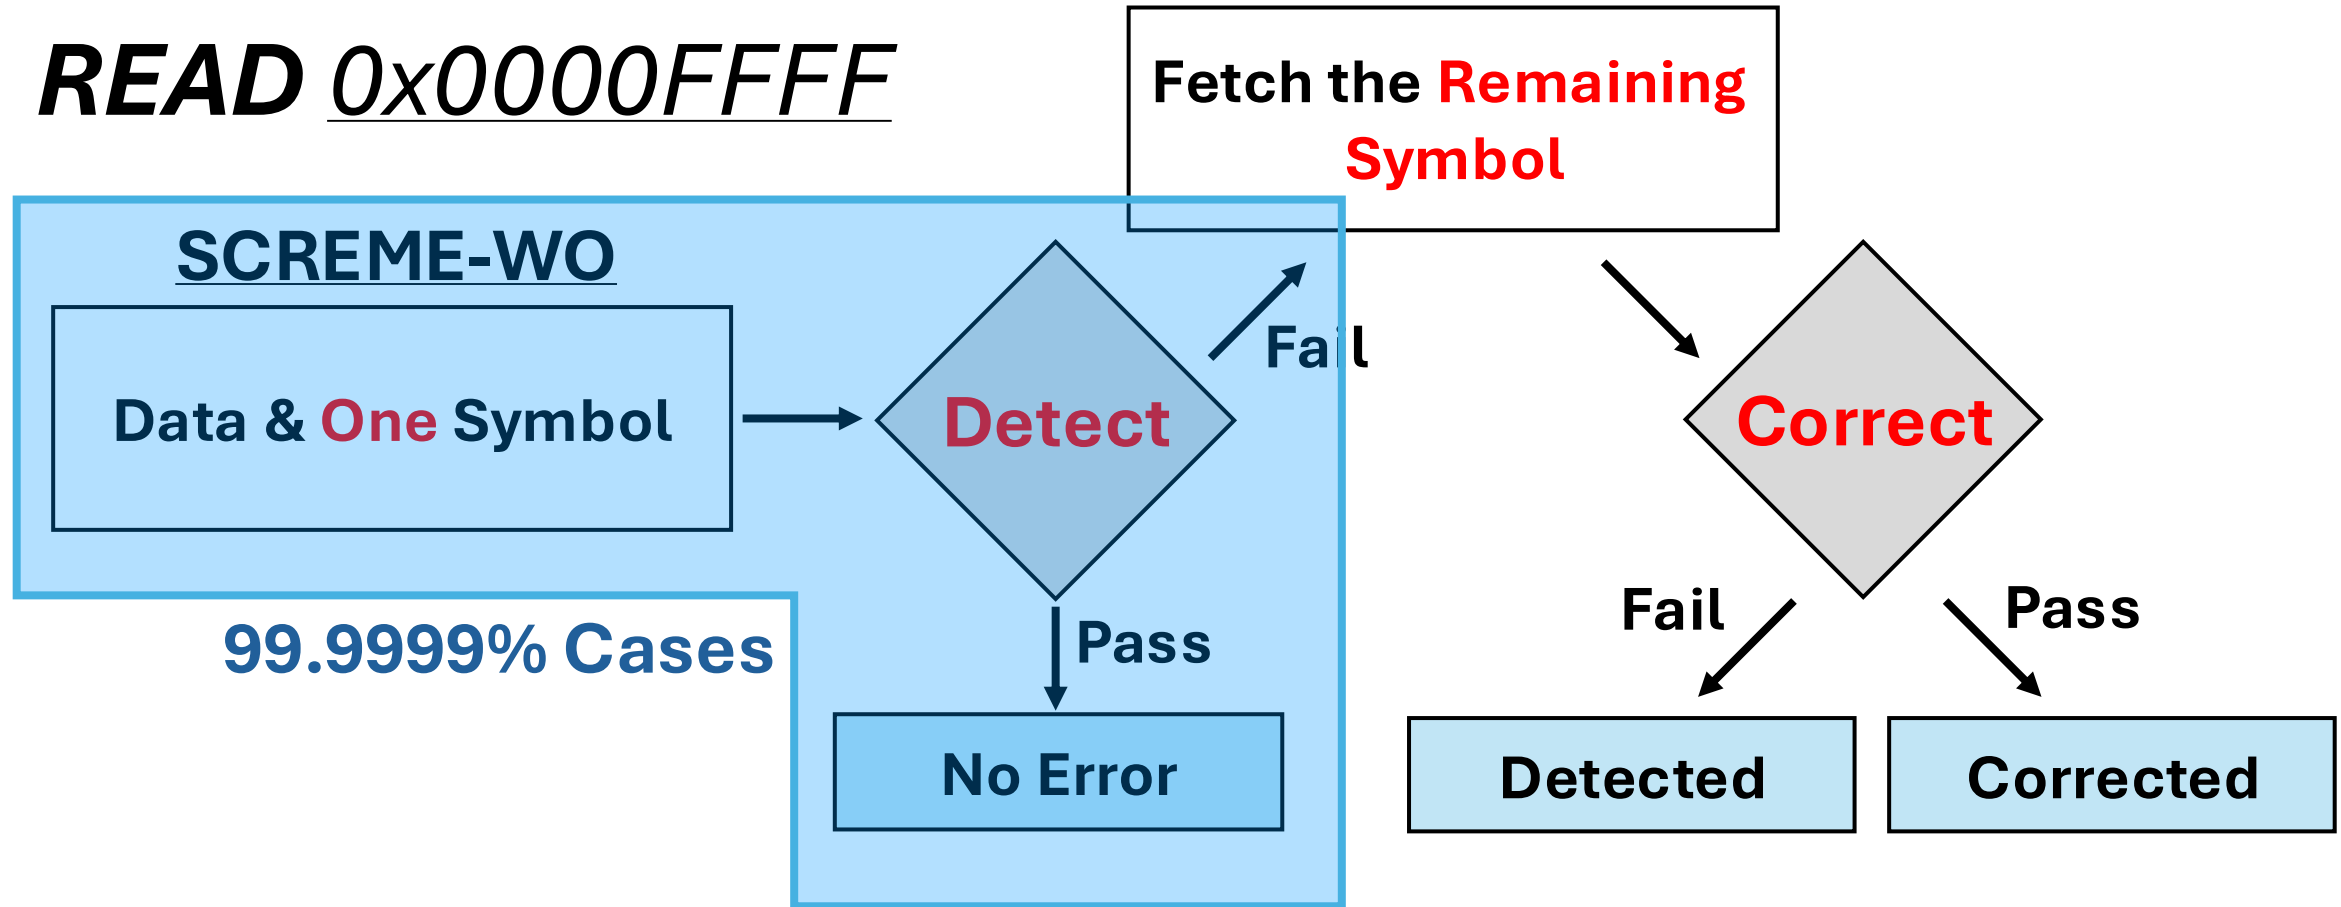 READ 0x0000FFFF
Fetch the Remaining
Symbol
SCREME-WO
Data & One Symbol
Detect
Fail
Correct
99.9999% Cases
Pass
Fail
Pass
No Error
Detected
Corrected